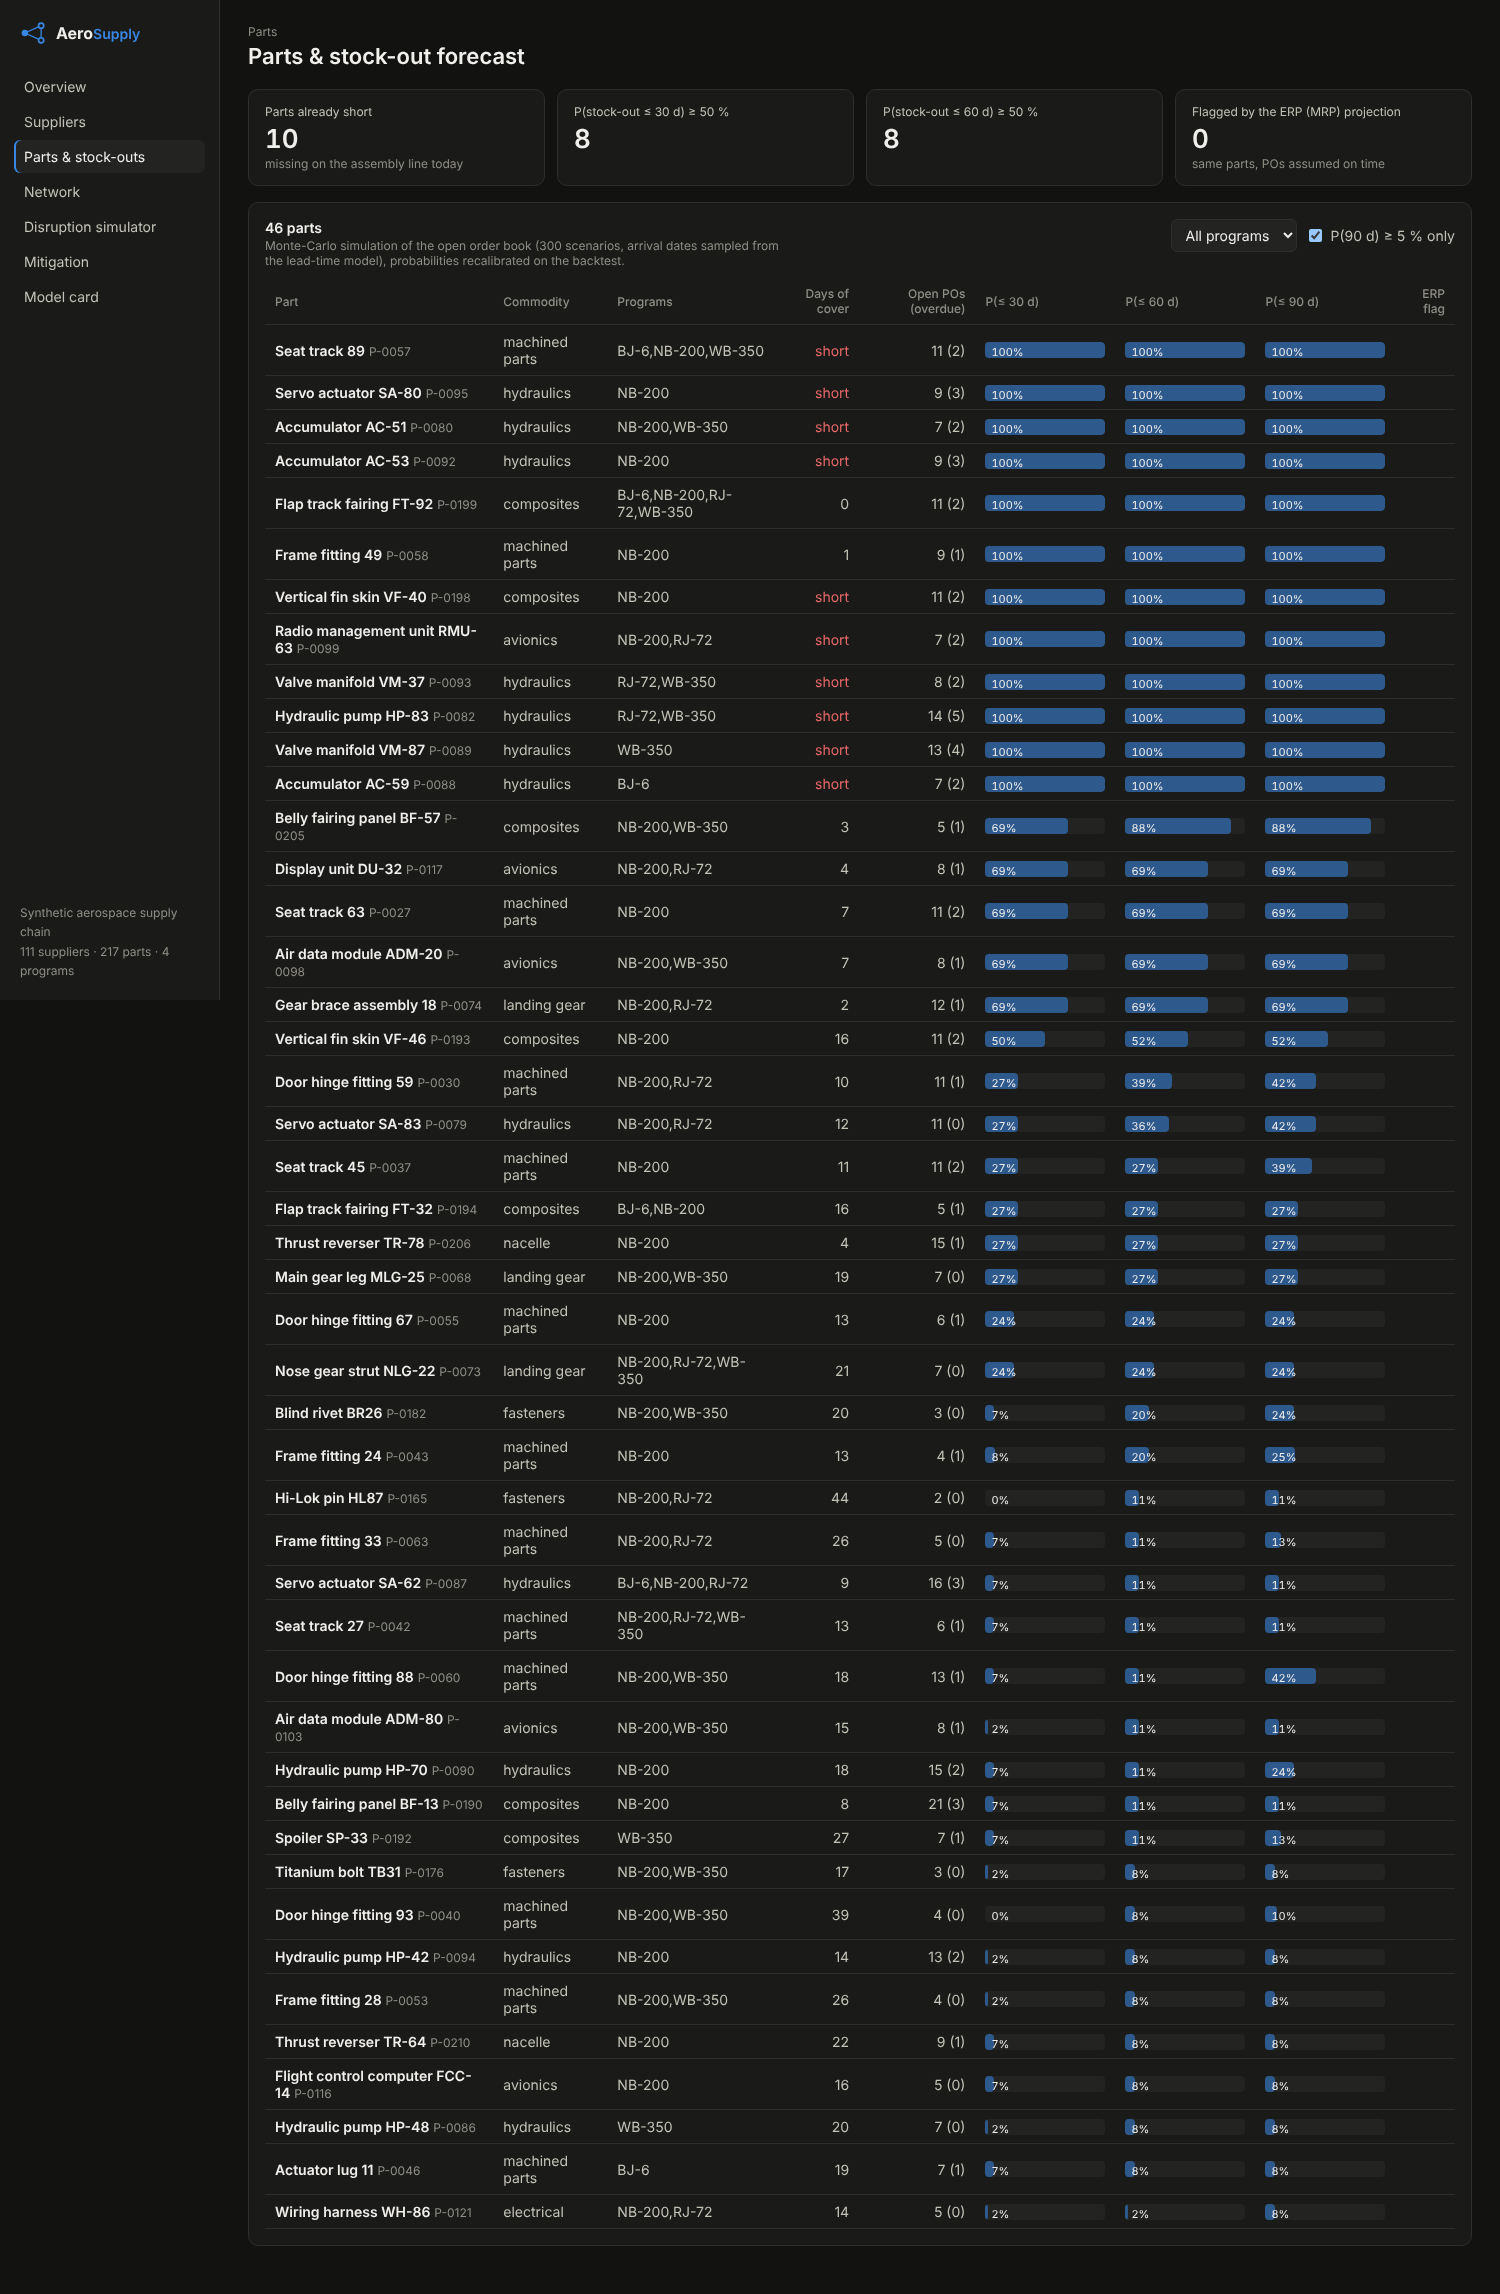 AeroSupply
Overview
Suppliers
Parts & stock-outs
Network
Disruption simulator
Mitigation
Model card
Synthetic aerospace supply
chain
111 suppliers · 217 parts · 4
programs
Parts
Parts & stock-out forecast
Parts already short
10
missing on the assembly line today
P(stock-out ≤ 30 d) ≥ 50 %
8
P(stock-out ≤ 60 d) ≥ 50 %
8
Flagged by the ERP (MRP) projection
0
same parts, POs assumed on time
46 parts
Monte-Carlo simulation of the open order book (300 scenarios, arrival dates sampled from
the lead-time model), probabilities recalibrated on the backtest.
All programs
P(90 d) ≥ 5 % only
Part Commodity Programs Days of cover Open POs (overdue) P(≤ 30 d) P(≤ 60 d) P(≤ 90 d) ERP flag
Seat track 89 P-0057 machined parts BJ-6,NB-200,WB-350 short 11 (2) 100% 100% 100%
Servo actuator SA-80 P-0095 hydraulics NB-200 short 9 (3) 100% 100% 100%
Accumulator AC-51 P-0080 hydraulics NB-200,WB-350 short 7 (2) 100% 100% 100%
Accumulator AC-53 P-0092 hydraulics NB-200 short 9 (3) 100% 100% 100%
Flap track fairing FT-92 P-0199 composites BJ-6,NB-200,RJ-72,WB-350 0 11 (2) 100% 100% 100%
Frame fitting 49 P-0058 machined parts NB-200 1 9 (1) 100% 100% 100%
Vertical fin skin VF-40 P-0198 composites NB-200 short 11 (2) 100% 100% 100%
Radio management unit RMU-63 P-0099 avionics NB-200,RJ-72 short 7 (2) 100% 100% 100%
Valve manifold VM-37 P-0093 hydraulics RJ-72,WB-350 short 8 (2) 100% 100% 100%
Hydraulic pump HP-83 P-0082 hydraulics RJ-72,WB-350 short 14 (5) 100% 100% 100%
Valve manifold VM-87 P-0089 hydraulics WB-350 short 13 (4) 100% 100% 100%
Accumulator AC-59 P-0088 hydraulics BJ-6 short 7 (2) 100% 100% 100%
Belly fairing panel BF-57 P-0205 composites NB-200,WB-350 3 5 (1) 69% 88% 88%
Display unit DU-32 P-0117 avionics NB-200,RJ-72 4 8 (1) 69% 69% 69%
Seat track 63 P-0027 machined parts NB-200 7 11 (2) 69% 69% 69%
Air data module ADM-20 P-0098 avionics NB-200,WB-350 7 8 (1) 69% 69% 69%
Gear brace assembly 18 P-0074 landing gear NB-200,RJ-72 2 12 (1) 69% 69% 69%
Vertical fin skin VF-46 P-0193 composites NB-200 16 11 (2) 50% 52% 52%
Door hinge fitting 59 P-0030 machined parts NB-200,RJ-72 10 11 (1) 27% 39% 42%
Servo actuator SA-83 P-0079 hydraulics NB-200,RJ-72 12 11 (0) 27% 36% 42%
Seat track 45 P-0037 machined parts NB-200 11 11 (2) 27% 27% 39%
Flap track fairing FT-32 P-0194 composites BJ-6,NB-200 16 5 (1) 27% 27% 27%
Thrust reverser TR-78 P-0206 nacelle NB-200 4 15 (1) 27% 27% 27%
Main gear leg MLG-25 P-0068 landing gear NB-200,WB-350 19 7 (0) 27% 27% 27%
Door hinge fitting 67 P-0055 machined parts NB-200 13 6 (1) 24% 24% 24%
Nose gear strut NLG-22 P-0073 landing gear NB-200,RJ-72,WB-350 21 7 (0) 24% 24% 24%
Blind rivet BR26 P-0182 fasteners NB-200,WB-350 20 3 (0) 7% 20% 24%
Frame fitting 24 P-0043 machined parts NB-200 13 4 (1) 8% 20% 25%
Hi-Lok pin HL87 P-0165 fasteners NB-200,RJ-72 44 2 (0) 0% 11% 11%
Frame fitting 33 P-0063 machined parts NB-200,RJ-72 26 5 (0) 7% 11% 13%
Servo actuator SA-62 P-0087 hydraulics BJ-6,NB-200,RJ-72 9 16 (3) 7% 11% 11%
Seat track 27 P-0042 machined parts NB-200,RJ-72,WB-350 13 6 (1) 7% 11% 11%
Door hinge fitting 88 P-0060 machined parts NB-200,WB-350 18 13 (1) 7% 11% 42%
Air data module ADM-80 P-0103 avionics NB-200,WB-350 15 8 (1) 2% 11% 11%
Hydraulic pump HP-70 P-0090 hydraulics NB-200 18 15 (2) 7% 11% 24%
Belly fairing panel BF-13 P-0190 composites NB-200 8 21 (3) 7% 11% 11%
Spoiler SP-33 P-0192 composites WB-350 27 7 (1) 7% 11% 13%
Titanium bolt TB31 P-0176 fasteners NB-200,WB-350 17 3 (0) 2% 8% 8%
Door hinge fitting 93 P-0040 machined parts NB-200,WB-350 39 4 (0) 0% 8% 10%
Hydraulic pump HP-42 P-0094 hydraulics NB-200 14 13 (2) 2% 8% 8%
Frame fitting 28 P-0053 machined parts NB-200,WB-350 26 4 (0) 2% 8% 8%
Thrust reverser TR-64 P-0210 nacelle NB-200 22 9 (1) 7% 8% 8%
Flight control computer FCC-14 P-0116 avionics NB-200 16 5 (0) 7% 8% 8%
Hydraulic pump HP-48 P-0086 hydraulics WB-350 20 7 (0) 2% 8% 8%
Actuator lug 11 P-0046 machined parts BJ-6 19 7 (1) 7% 8% 8%
Wiring harness WH-86 P-0121 electrical NB-200,RJ-72 14 5 (0) 2% 2% 8%